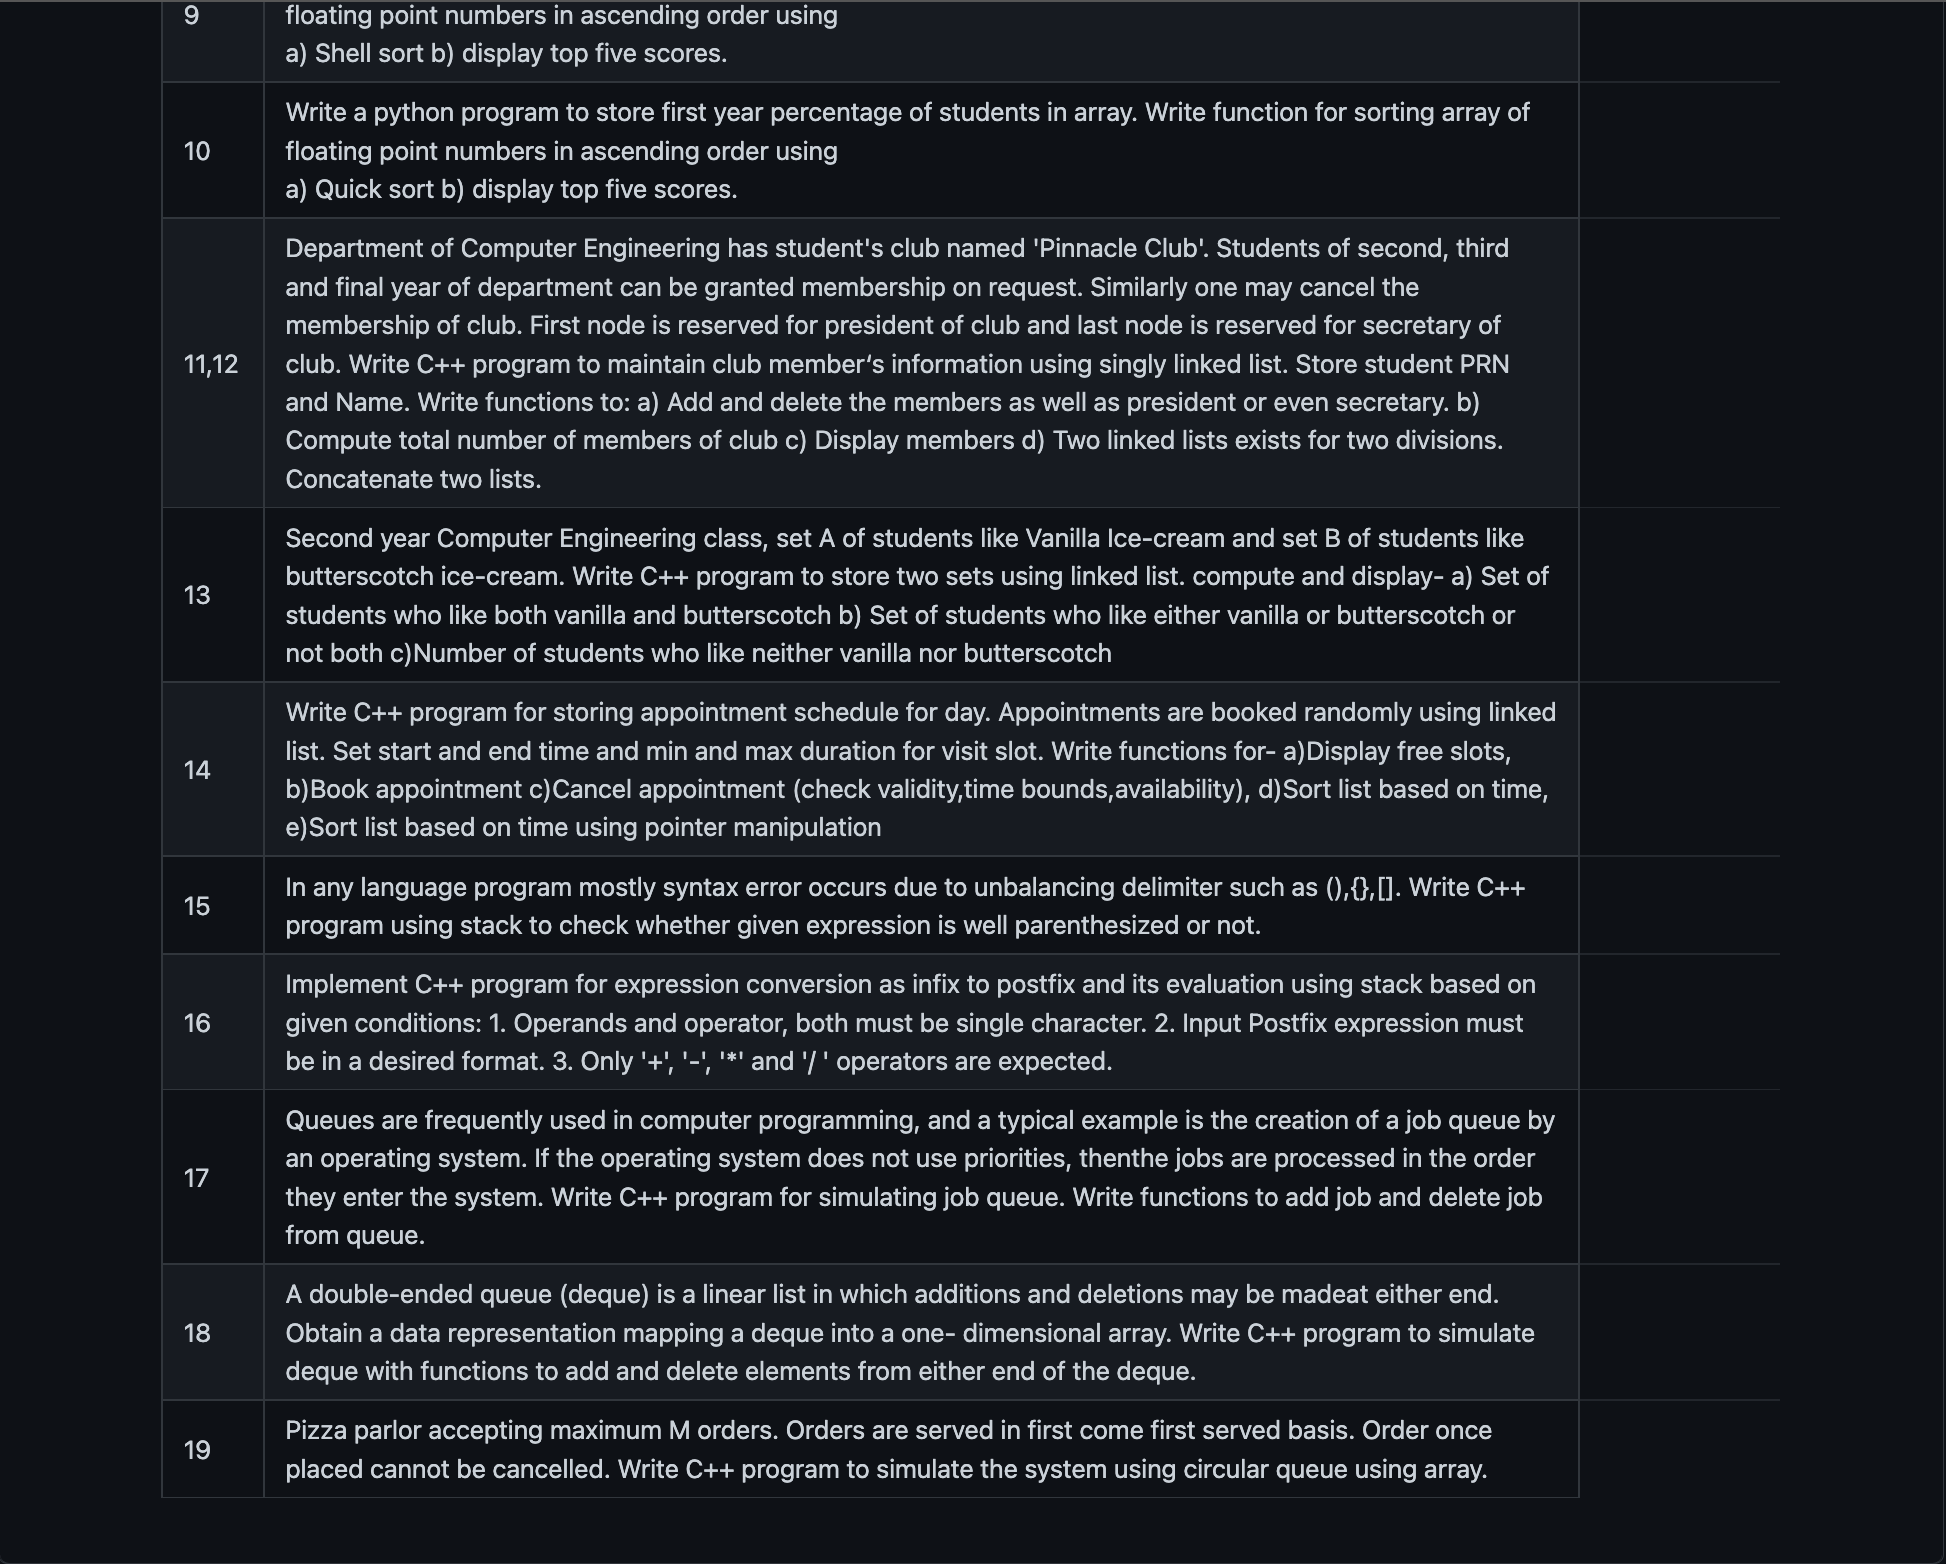 9
floating point numbers in ascending order using
a) Shell sort b) display top five scores.
10
Write a python program to store first year percentage of students in array. Write function for sorting array of
floating point numbers in ascending order using
a) Quick sort b) display top five scores.
11,12
Department of Computer Engineering has student's club named 'Pinnacle Club'. Students of second, third
and final year of department can be granted membership on request. Similarly one may cancel the
membership of club. First node is reserved for president of club and last node is reserved for secretary of
club. Write C++ program to maintain club member‘s information using singly linked list. Store student PRN
and Name. Write functions to: a) Add and delete the members as well as president or even secretary. b)
Compute total number of members of club c) Display members d) Two linked lists exists for two divisions.
Concatenate two lists.
13
Second year Computer Engineering class, set A of students like Vanilla Ice-cream and set B of students like
butterscotch ice-cream. Write C++ program to store two sets using linked list. compute and display- a) Set of
students who like both vanilla and butterscotch b) Set of students who like either vanilla or butterscotch or
not both c)Number of students who like neither vanilla nor butterscotch
14
Write C++ program for storing appointment schedule for day. Appointments are booked randomly using linked
list. Set start and end time and min and max duration for visit slot. Write functions for- a)Display free slots,
b)Book appointment c)Cancel appointment (check validity,time bounds,availability), d)Sort list based on time,
e)Sort list based on time using pointer manipulation
15
In any language program mostly syntax error occurs due to unbalancing delimiter such as (),{},[]. Write C++
program using stack to check whether given expression is well parenthesized or not.
16
Implement C++ program for expression conversion as infix to postfix and its evaluation using stack based on
given conditions: 1. Operands and operator, both must be single character. 2. Input Postfix expression must
be in a desired format. 3. Only '+', '-', '*' and '/ ' operators are expected.
17
Queues are frequently used in computer programming, and a typical example is the creation of a job queue by
an operating system. If the operating system does not use priorities, thenthe jobs are processed in the order
they enter the system. Write C++ program for simulating job queue. Write functions to add job and delete job
from queue.
18
A double-ended queue (deque) is a linear list in which additions and deletions may be madeat either end.
Obtain a data representation mapping a deque into a one- dimensional array. Write C++ program to simulate
deque with functions to add and delete elements from either end of the deque.
19
Pizza parlor accepting maximum M orders. Orders are served in first come first served basis. Order once
placed cannot be cancelled. Write C++ program to simulate the system using circular queue using array.